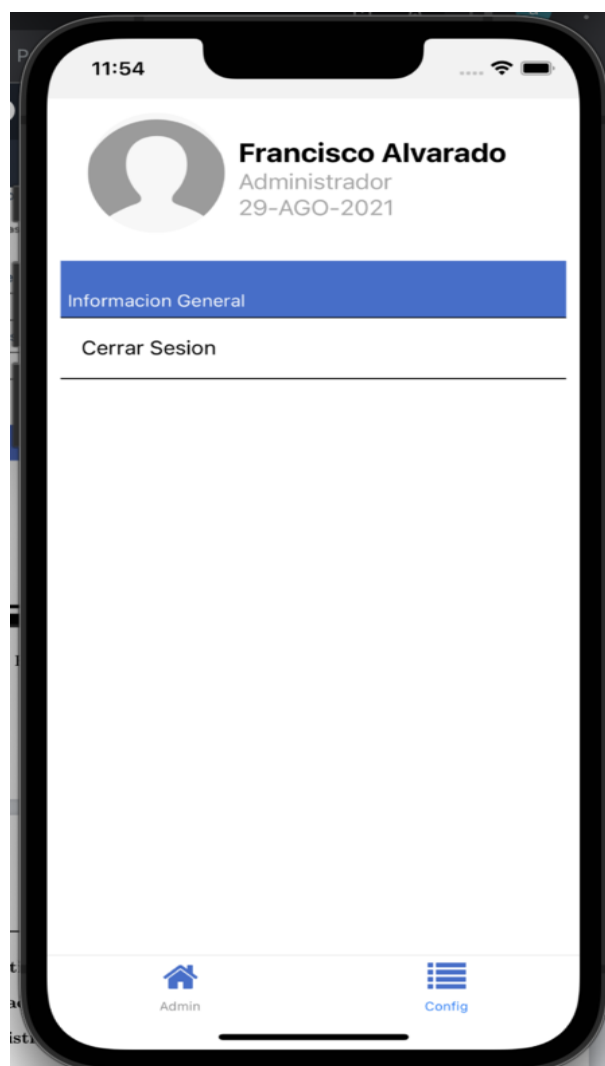 11:54
Francisco Alvarado
Administrador
29-AGO-2021
Informacion General
Cerrar Sesion
Admin
Config